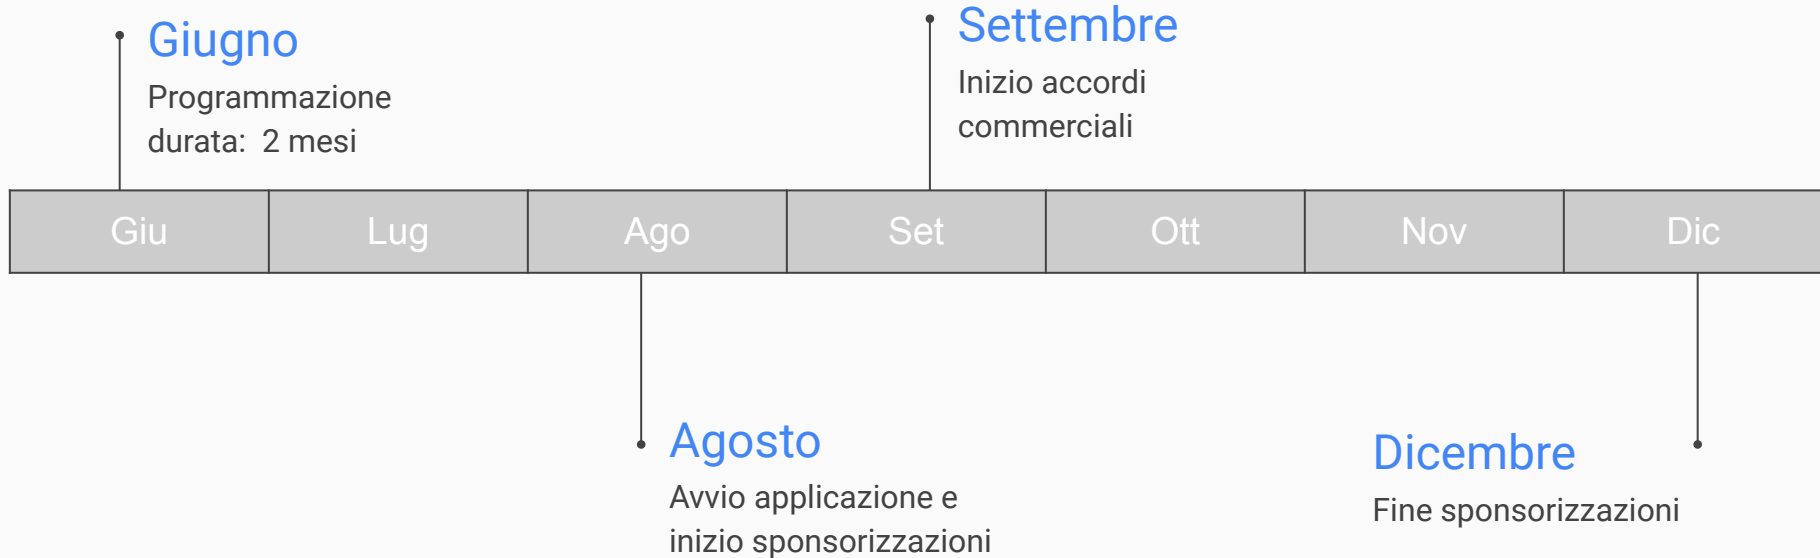 Giugno
Programmazione
durata: 2 mesi
Settembre
Inizio accordi
commerciali
Giu
Lug
Ago
Set
Ott
Nov
Dic
Agosto
Avvio applicazione e
inizio sponsorizzazioni
Dicembre
Fine sponsorizzazioni